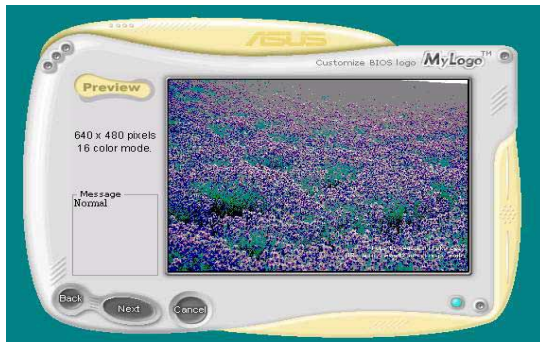 ASUS
Customize BIOS logo MyLogo™
Preview
640 x 480 pixels
16 color mode.
Message
Normal
Back
Next
Cancel